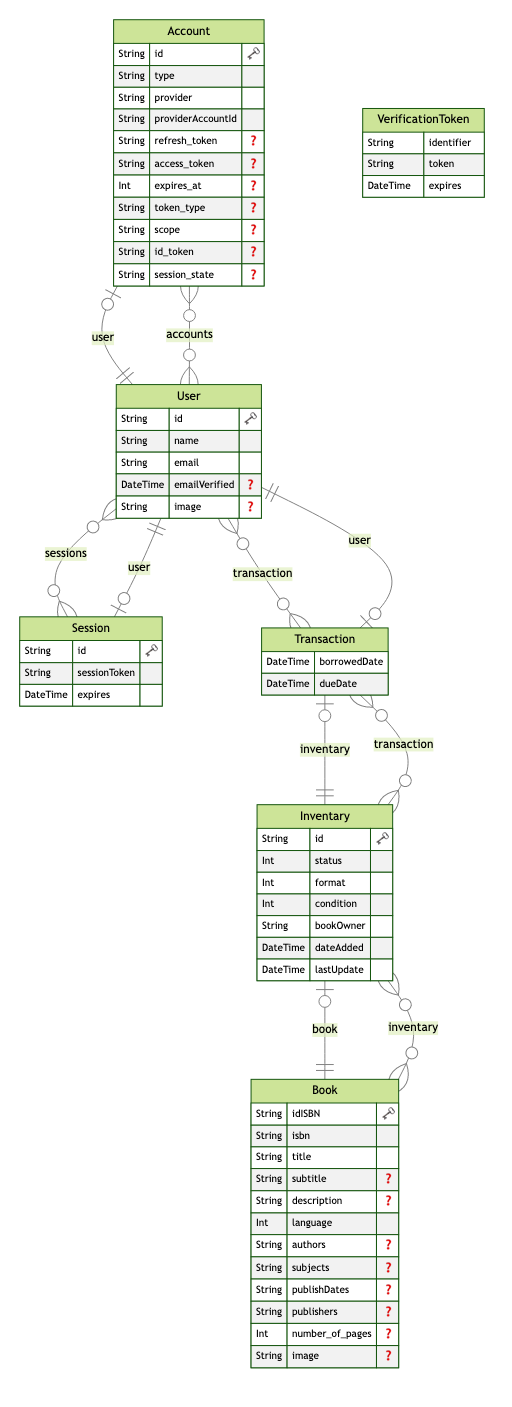 Account
String id
String type
String provider
String providerAccountId
String refresh_token ?
String access_token ?
Int expires_at ?
String token_type ?
String scope ?
String id_token ?
String session_state ?
VerificationToken
String identifier
String token
DateTime expires
user
accounts
User
String id
String name
String email
DateTime emailVerified ?
String image ?
sessions
user
transaction
user
Session
String id
String sessionToken
DateTime expires
Transaction
DateTime borrowedDate
DateTime dueDate
inventory
transaction
Inventory
String id
Int status
Int format
Int condition
String bookOwner
DateTime dateAdded
DateTime lastUpdate
book
inventory
Book
String idISBN
String isbn
String title
String subtitle ?
String description ?
Int language
String authors ?
String subjects ?
String publishDates ?
String publishers ?
Int number_of_pages ?
String image ?